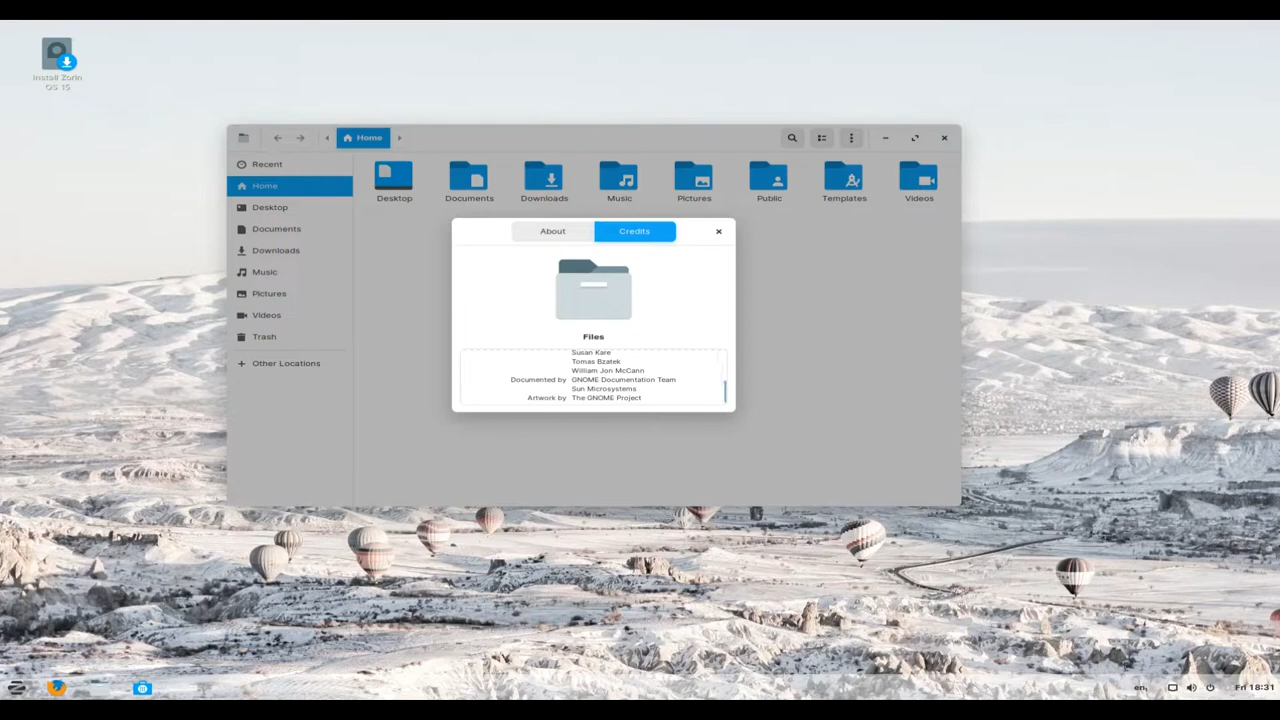 Install Zorin
OS 15
Home
Recent
Home
Desktop
Documents
Downloads
Music
Pictures
Videos
Trash
Other Locations
Desktop
Documents
Downloads
Music
Pictures
Public
Templates
Videos
About
Credits
Files
Susan Kare
Tomas Bzatek
William Jon McCann
Documented by GNOME Documentation Team
Sun Microsystems
Artwork by The GNOME Project
en
Fri 18:31